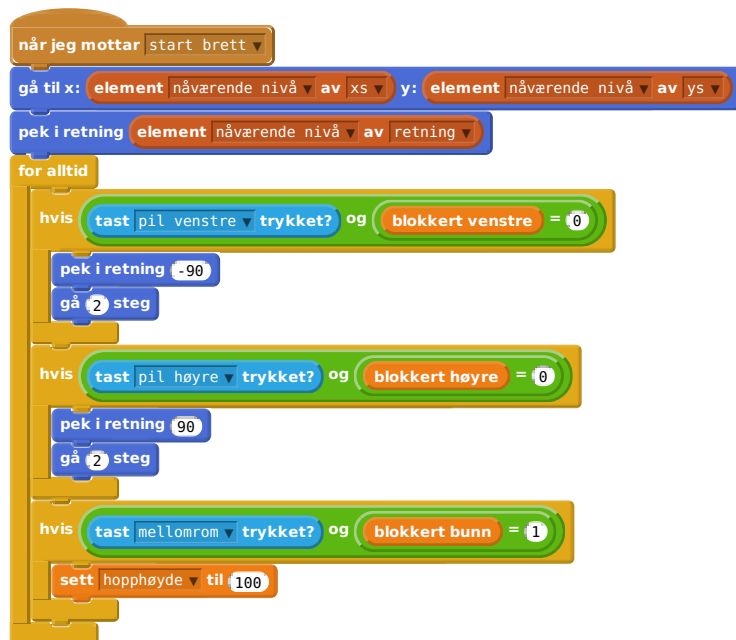 når jeg mottar start brett
gå til x: element nåværende nivå av xs y: element nåværende nivå av ys
pek i retning element nåværende nivå av retning
for alltid
hvis tast pil venstre trykket? og blokkert venstre = 0
pek i retning -90
gå 2 steg
hvis tast pil høyre trykket? og blokkert høyre = 0
pek i retning 90
gå 2 steg
hvis tast mellomrom trykket? og blokkert bunn = 1
sett hopphøyde til 100